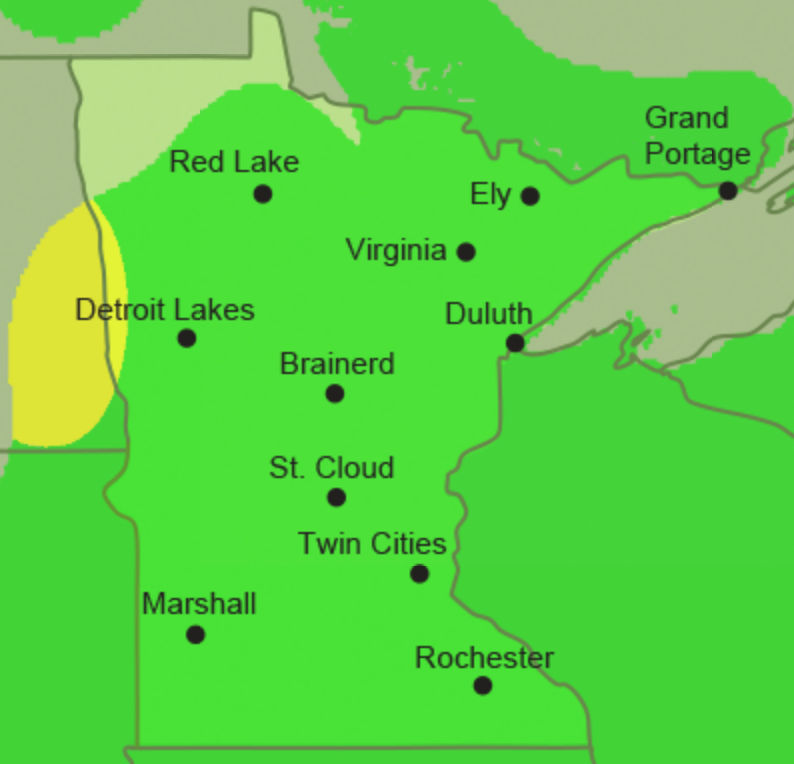 Grand
Portage
Red Lake
Ely
Virginia
Detroit Lakes
Duluth
Brainerd
St. Cloud
Twin Cities
Marshall
Rochester